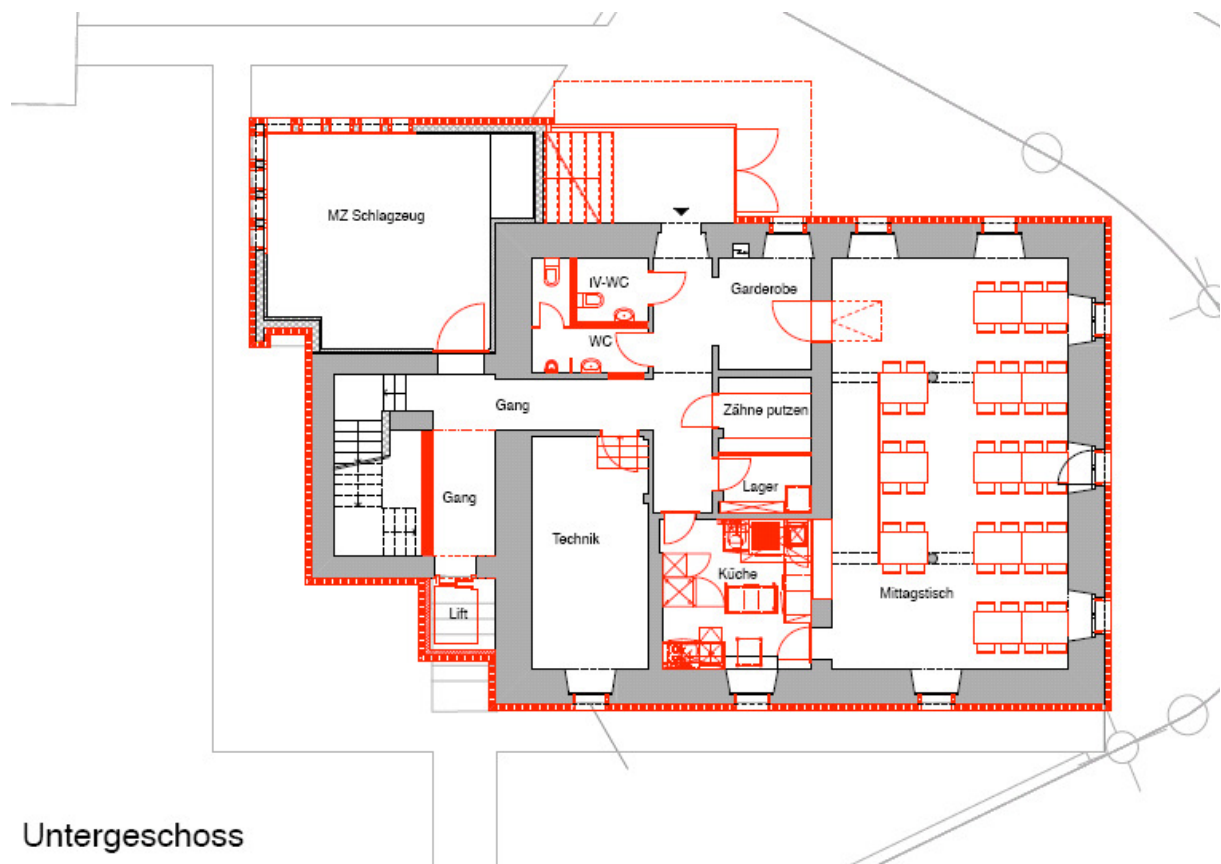 MZ Schlagzeug
IV-WC
Garderobe
WC
Gang
Zähne putzen
Gang
Lager
Technik
Küche
Mittagstisch
Lift
Untergeschoss